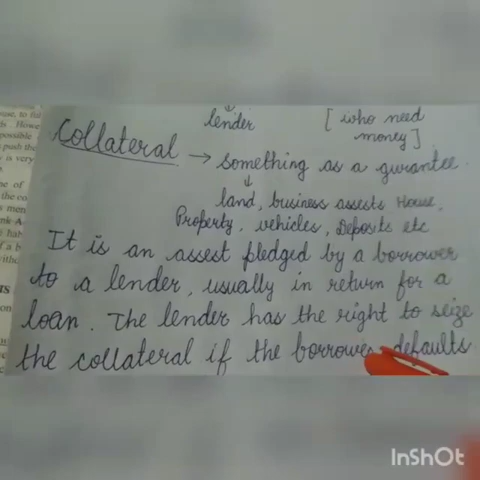 lender [ who need
money ]
Collateral → something as a gurantee.
land, business assests House,
Property, vehicles, Deposits etc
It is an assest pledged by a borrower
to a lender, usually in return for a
loan. The lender has the right to seize
the collateral if the borrower defaults
InShOt